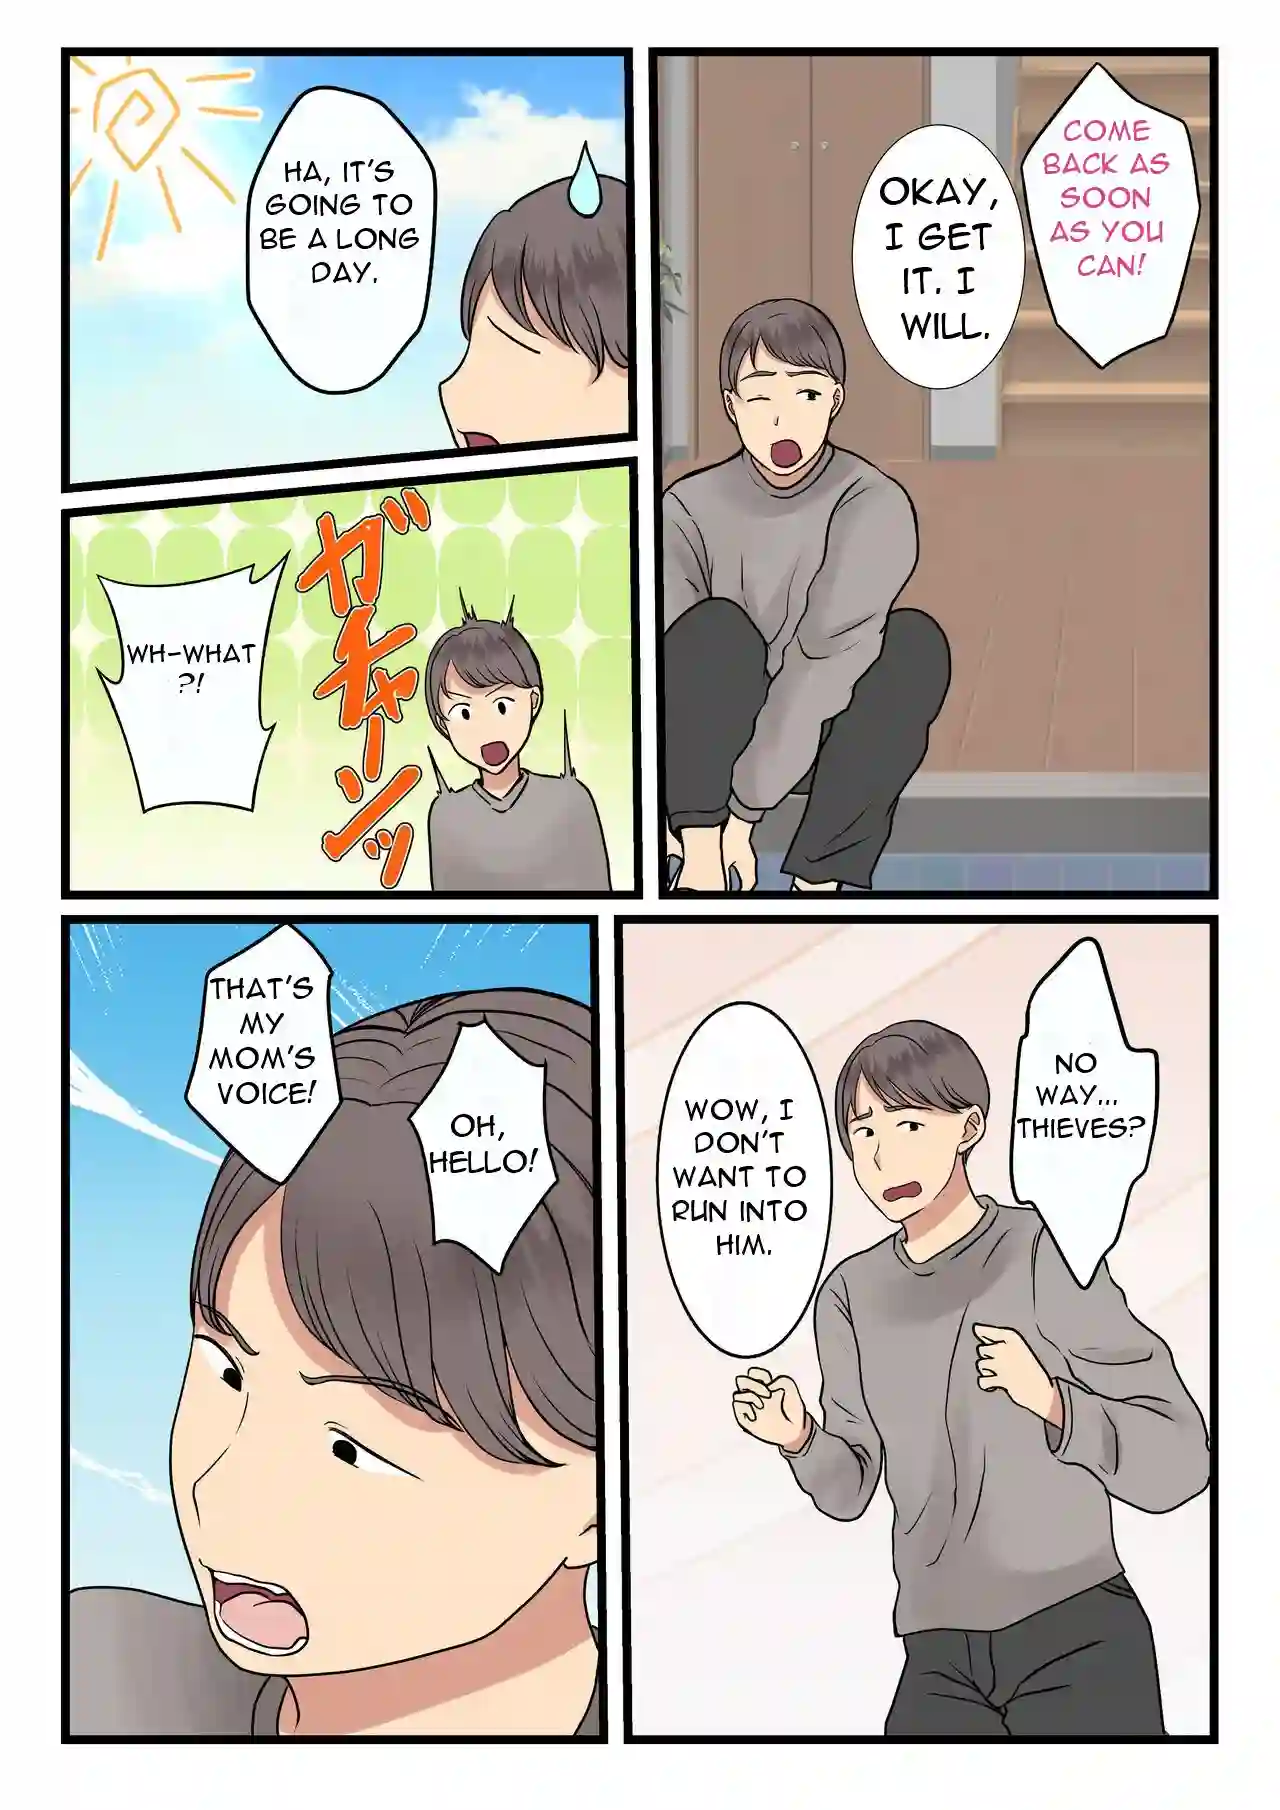 COME
BACK AS
SOON
AS YOU
CAN!
OKAY,
I GET
IT. I
WILL.
HA, IT'S
GOING TO
BE A LONG
DAY.
ガチャーンッ
WH-WHAT
?!
NO
WAY...
THIEVES?
WOW, I
DON'T
WANT TO
RUN INTO
HIM.
OH,
HELLO!
THAT'S
MY
MOM'S
VOICE!